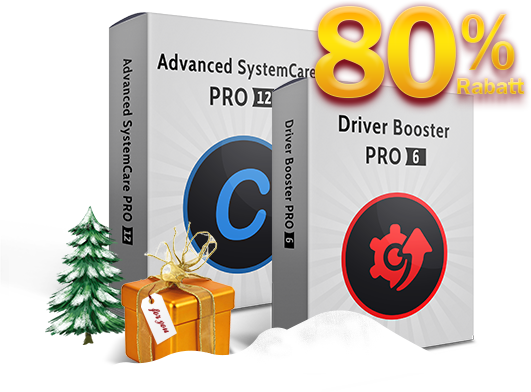 80%
Rabatt
Advanced SystemCare
PRO 12
Advanced SystemCare PRO 12
C
Driver Booster
PRO 6
Driver Booster PRO 6
for you